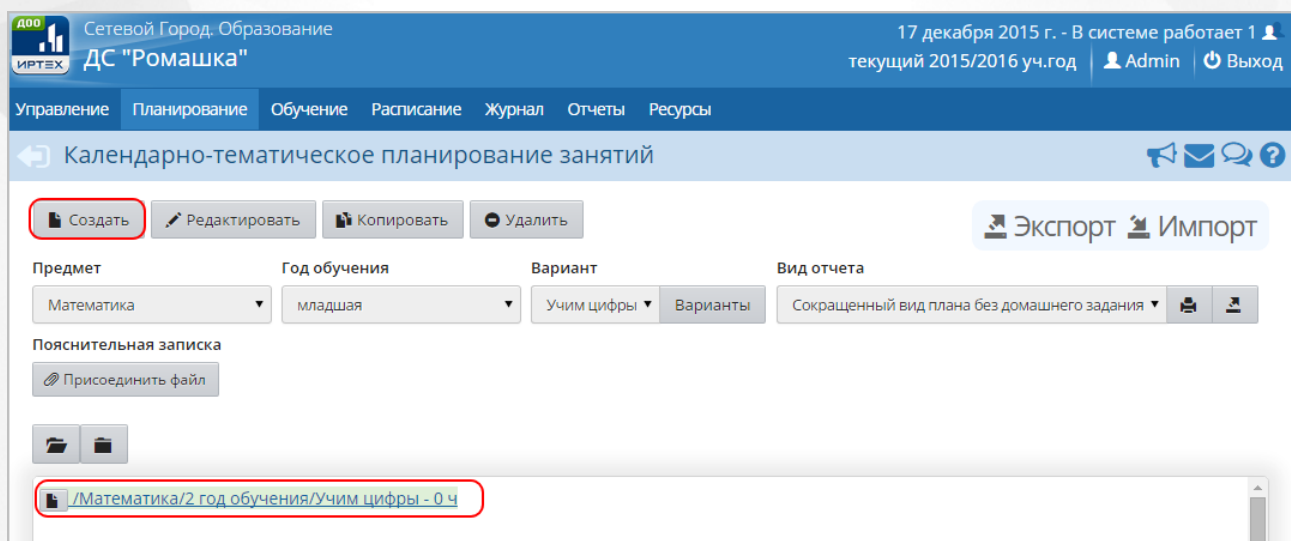 ДОО
ИРТЕХ
Сетевой Город. Образование
ДС "Ромашка"
17 декабря 2015 г. - В системе работает 1
текущий 2015/2016 уч.год Admin Выход
Управление Планирование Обучение Расписание Журнал Отчеты Ресурсы
Календарно-тематическое планирование занятий
Создать Редактировать Копировать Удалить Экспорт Импорт
Предмет Год обучения Вариант Вид отчета
Математика младшая Учим цифры Варианты Сокращенный вид плана без домашнего задания
Пояснительная записка
Присоединить файл
/Математика/2 год обучения/Учим цифры - 0 ч